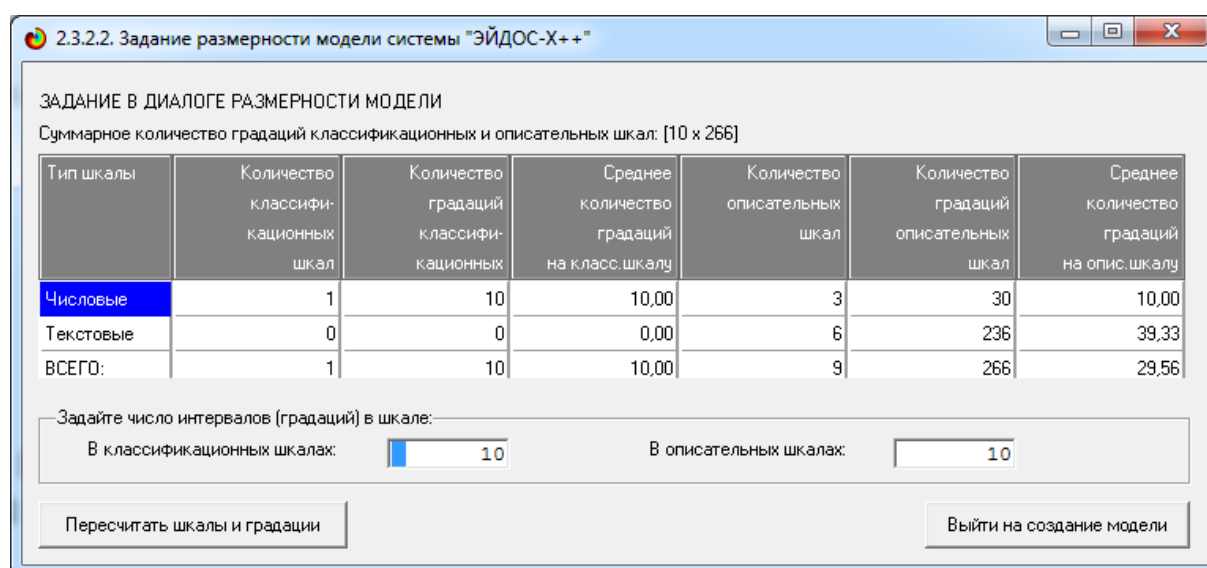 2.3.2.2. Задание размерности модели системы "ЭЙДОС-X++"
ЗАДАНИЕ В ДИАЛОГЕ РАЗМЕРНОСТИ МОДЕЛИ
Суммарное количество градаций классификационных и описательных шкал: [10 x 266]
Тип шкалы Количество Количество Среднее Количество Количество Среднее
классифи- градаций количество описательных градаций количество
кационных классифи- градаций шкал описательных градаций
шкал кационных на класс.шкалу шкал на опис.шкалу
Числовые 1 10 10,00 3 30 10,00
Текстовые 0 0 0,00 6 236 39,33
ВСЕГО: 1 10 10,00 9 266 29,56
Задайте число интервалов (градаций) в шкале:
В классификационных шкалах: 10 В описательных шкалах: 10
Пересчитать шкалы и градации Выйти на создание модели